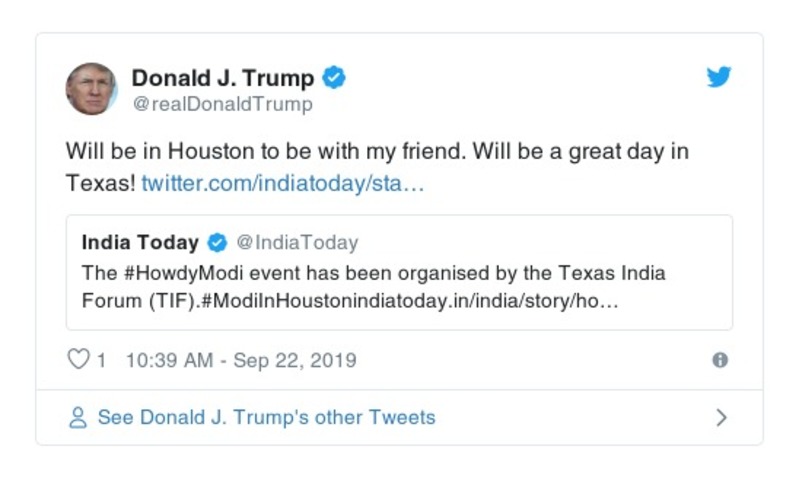 Donald J. Trump
@realDonaldTrump
Will be in Houston to be with my friend. Will be a great day in
Texas! twitter.com/indiatoday/sta…
India Today @IndiaToday
The #HowdyModi event has been organised by the Texas India
Forum (TIF).#ModiInHoustonindiatoday.in/india/story/ho…
1 10:39 AM - Sep 22, 2019
See Donald J. Trump's other Tweets